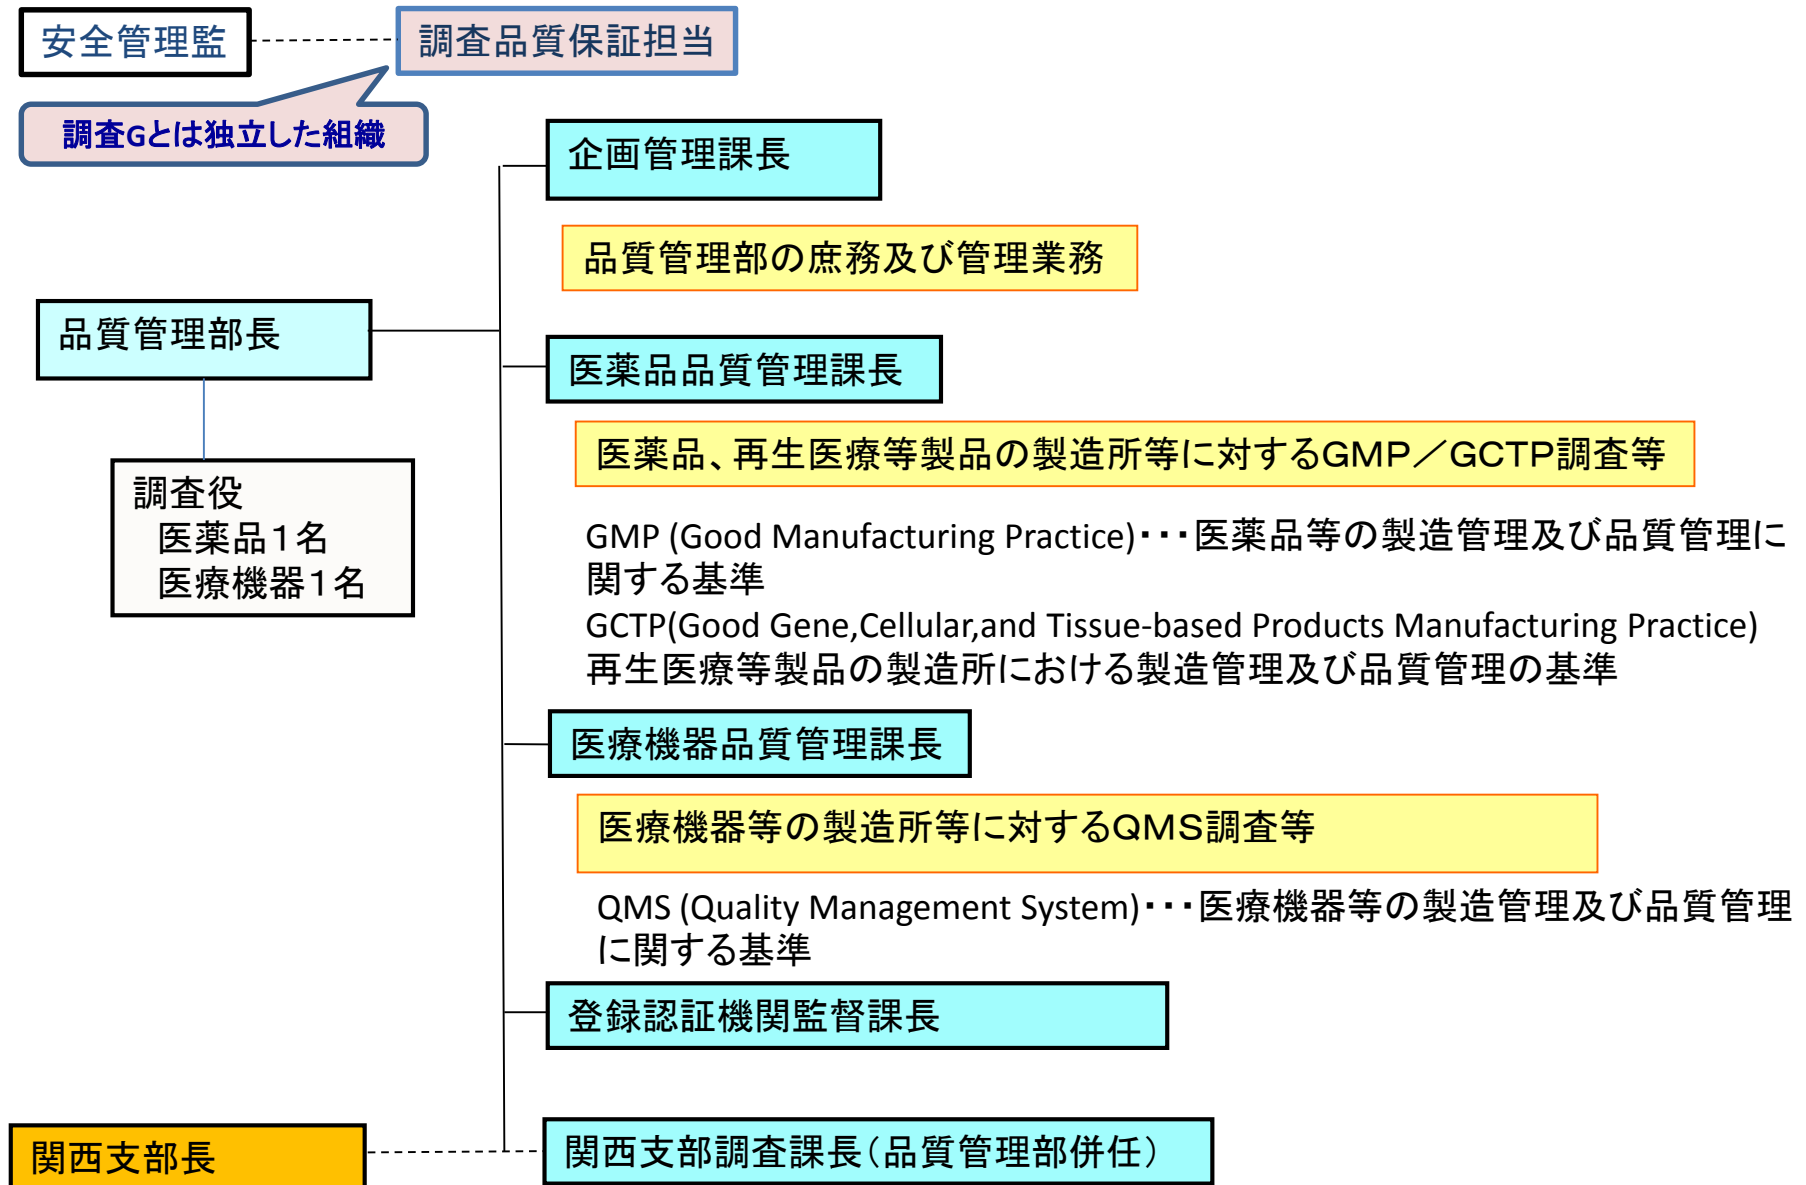 安全管理監
調査品質保証担当
調査Gとは独立した組織
企画管理課長
品質管理部の庶務及び管理業務
品質管理部長
医薬品品質管理課長
医薬品、再生医療等製品の製造所等に対するGMP／GCTP調査等
調査役
医薬品１名
医療機器１名
GMP (Good Manufacturing Practice)･･･医薬品等の製造管理及び品質管理に
関する基準
GCTP(Good Gene,Cellular,and Tissue-based Products Manufacturing Practice)
再生医療等製品の製造所における製造管理及び品質管理の基準
医療機器品質管理課長
医療機器等の製造所等に対するQMS調査等
QMS (Quality Management System)･･･医療機器等の製造管理及び品質管理
に関する基準
登録認証機関監督課長
関西支部長
関西支部調査課長（品質管理部併任）